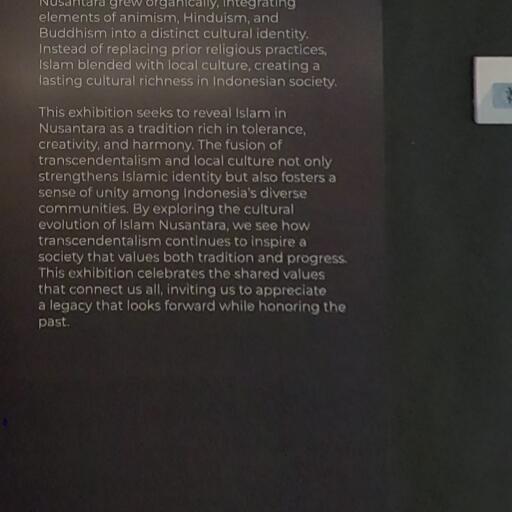 Nusantara grew organically, integrating
elements of animism, Hinduism, and
Buddhism into a distinct cultural identity.
Instead of replacing prior religious practices,
Islam blended with local culture, creating a
lasting cultural richness in Indonesian society.
This exhibition seeks to reveal Islam in
Nusantara as a tradition rich in tolerance,
creativity, and harmony. The fusion of
transcendentalism and local culture not only
strengthens Islamic identity but also fosters a
sense of unity among Indonesia's diverse
communities. By exploring the cultural
evolution of Islam Nusantara, we see how
transcendentalism continues to inspire a
society that values both tradition and progress.
This exhibition celebrates the shared values
that connect us all, inviting us to appreciate
a legacy that looks forward while honoring the
past.